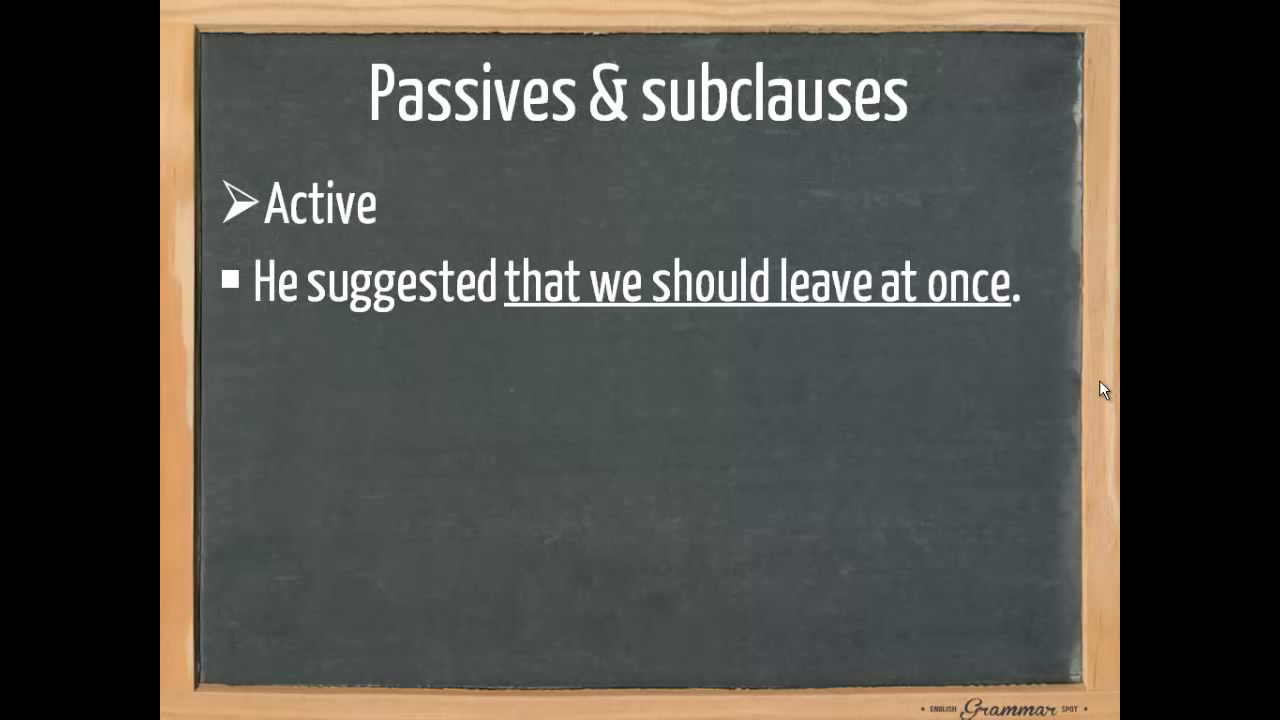 Passives & subclauses
➢Active
▪ He suggested that we should leave at once.
• ENGLISH Grammar SPOT •